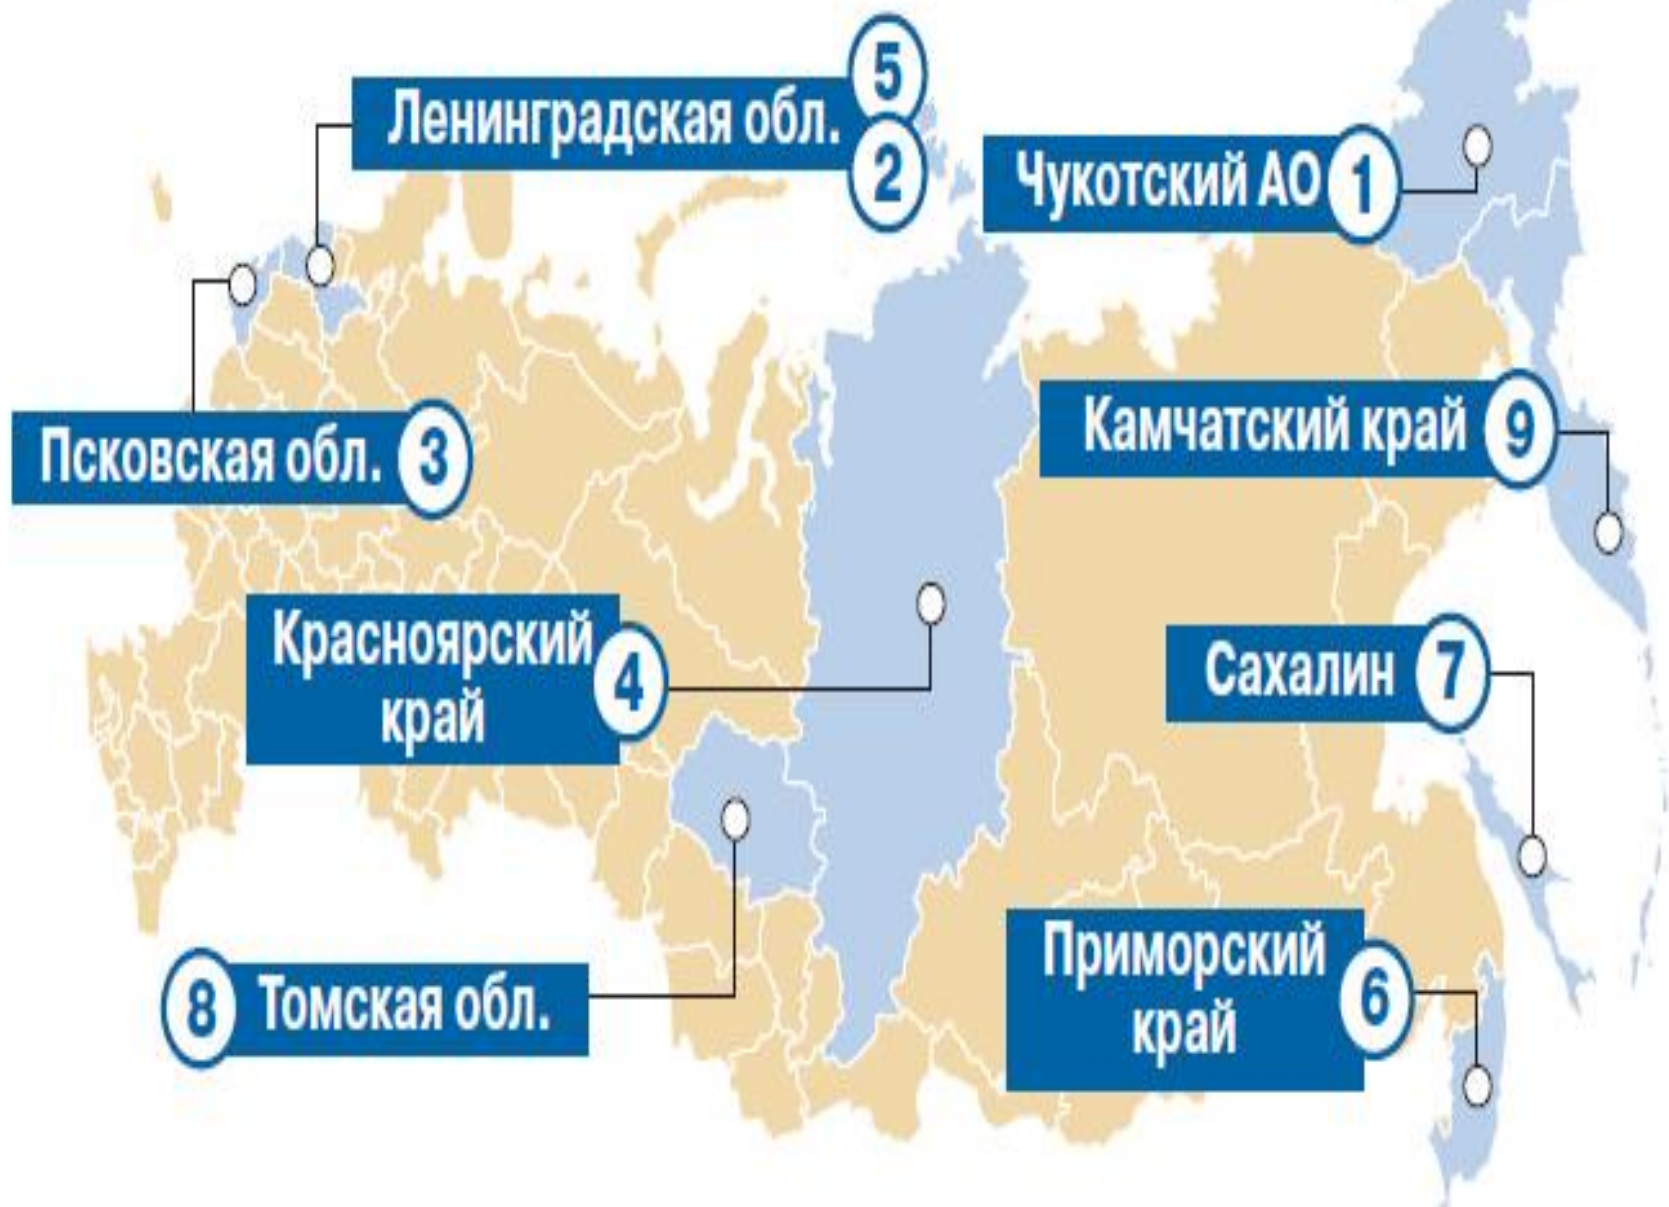 Ленинградская обл.
5
2
Чукотский АО 1
Псковская обл. 3
Камчатский край 9
Красноярский
край
4
Сахалин 7
8 Томская обл.
Приморский
край
6